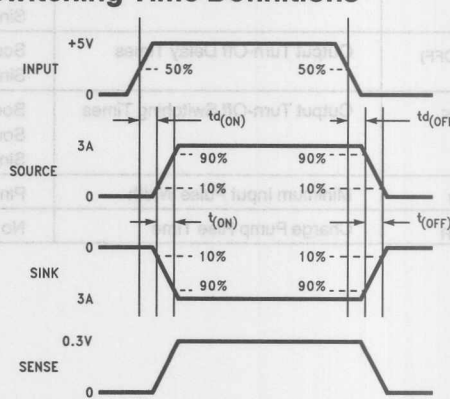 Switching Time Definitions
+5V
INPUT
50% 50%
0
td(ON) td(OFF)
3A
90% 90%
SOURCE
10% 10%
0
t(ON) t(OFF)
0
10% 10%
SINK
90% 90%
3A
0.3V
SENSE
0